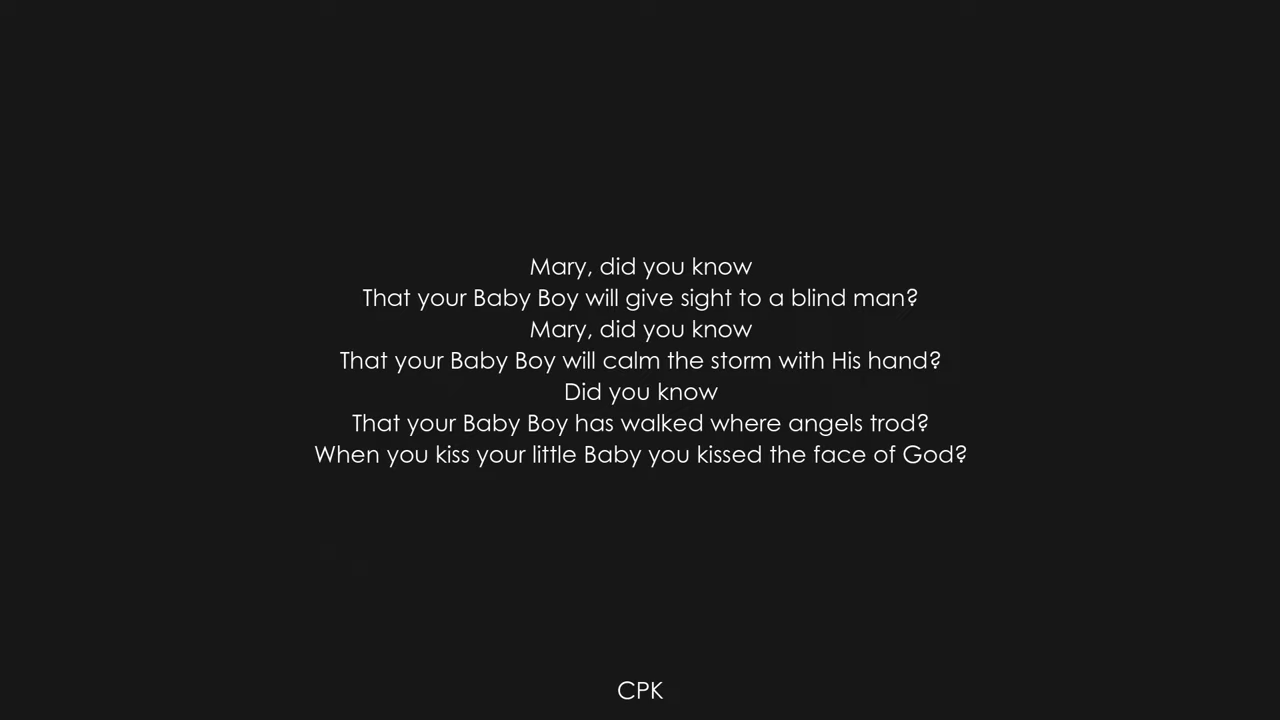 Mary, did you know
That your Baby Boy will give sight to a blind man?
Mary, did you know
That your Baby Boy will calm the storm with His hand?
Did you know
That your Baby Boy has walked where angels trod?
When you kiss your little Baby you kissed the face of God?
CPK